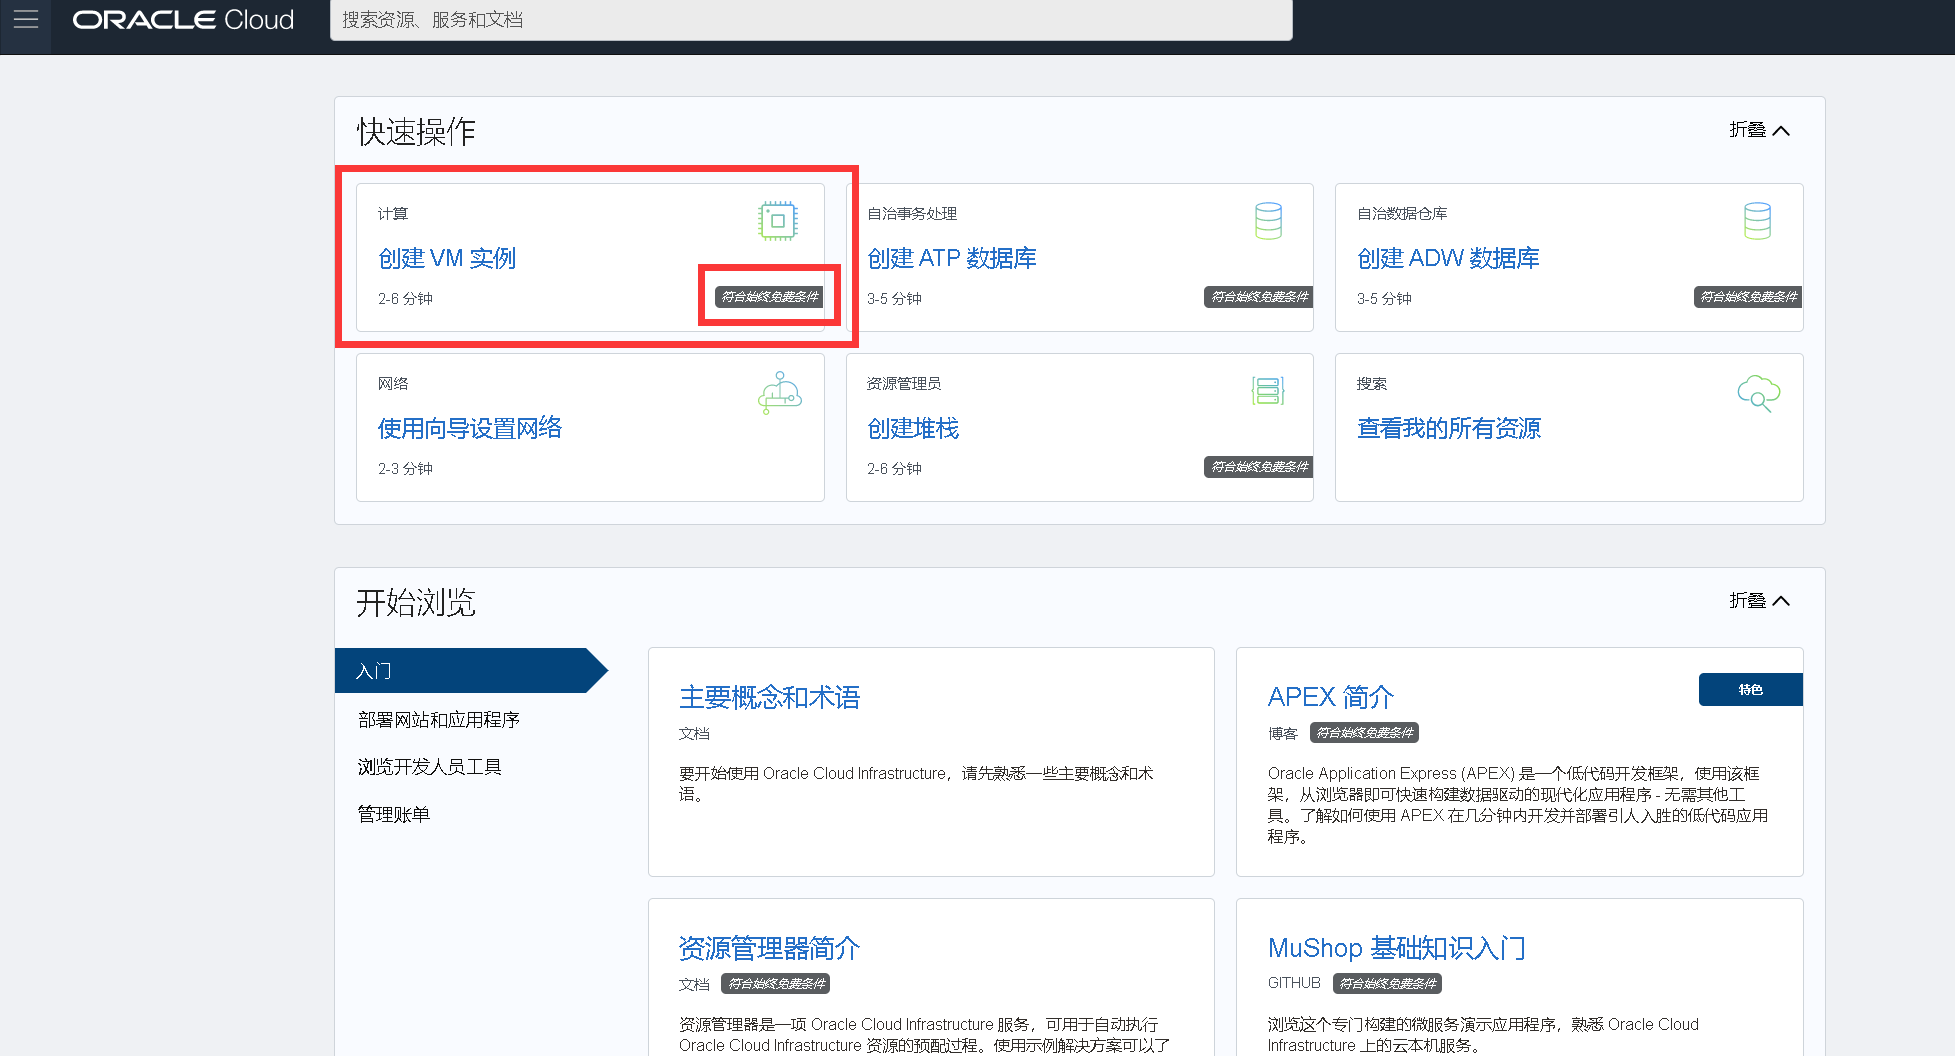 ORACLE Cloud
搜索资源、服务和文档
快速操作
折叠
计算
创建 VM 实例
2-6 分钟
符合始终免费条件
自治事务处理
创建 ATP 数据库
3-5 分钟
符合始终免费条件
自治数据仓库
创建 ADW 数据库
3-5 分钟
符合始终免费条件
网络
使用向导设置网络
2-3 分钟
资源管理员
创建堆栈
2-6 分钟
符合始终免费条件
搜索
查看我的所有资源
开始浏览
折叠
入门
部署网站和应用程序
浏览开发人员工具
管理账单
主要概念和术语
文档
要开始使用 Oracle Cloud Infrastructure，请先熟悉一些主要概念和术
语。
APEX 简介
特色
博客 符合始终免费条件
Oracle Application Express (APEX) 是一个低代码开发框架，使用该框
架，从浏览器即可快速构建数据驱动的现代化应用程序 - 无需其他工
具。了解如何使用 APEX 在几分钟内开发并部署引人入胜的低代码应用
程序。
资源管理器简介
文档 符合始终免费条件
资源管理器是一项 Oracle Cloud Infrastructure 服务，可用于自动执行
Oracle Cloud Infrastructure 资源的预配过程。使用示例解决方案可以了
MuShop 基础知识入门
GITHUB 符合始终免费条件
浏览这个专门构建的微服务演示应用程序，熟悉 Oracle Cloud
Infrastructure 上的云本机服务。